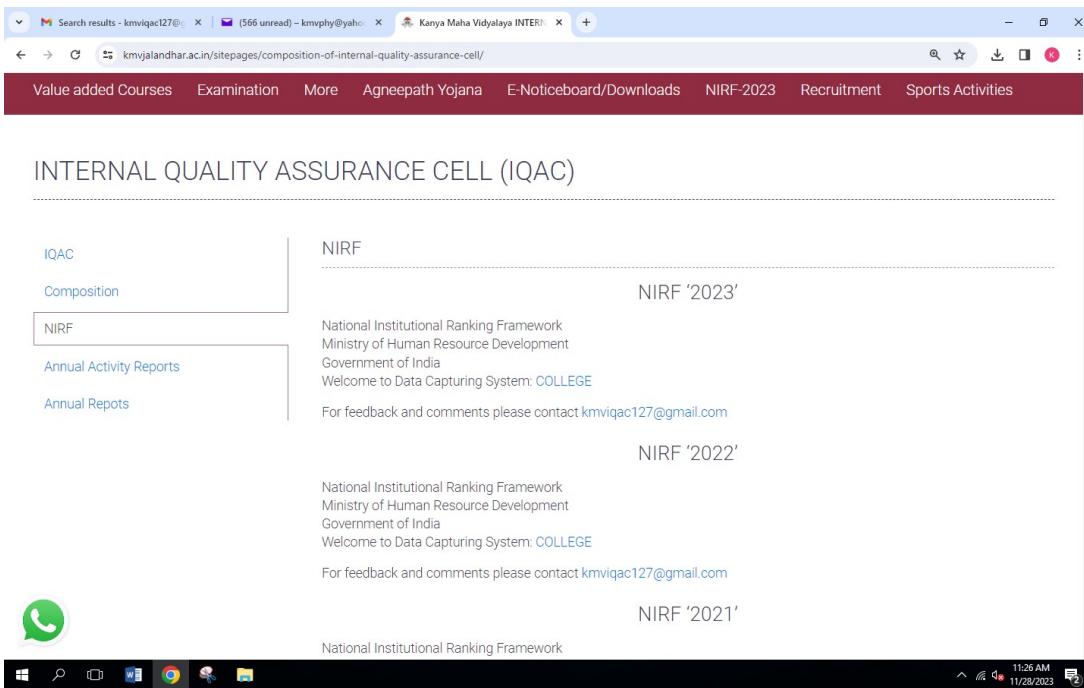 Search results - kmviqac127@g
(566 unread) – kmvphy@yahoo
Kanya Maha Vidyalaya INTERN
kmvjalandhar.ac.in/sitepages/composition-of-internal-quality-assurance-cell/
K
Value added Courses Examination More Agneepath Yojana E-Noticeboard/Downloads NIRF-2023 Recruitment Sports Activities
INTERNAL QUALITY ASSURANCE CELL (IQAC)
IQAC
Composition
NIRF
Annual Activity Reports
Annual Repots
NIRF
NIRF ‘2023’
National Institutional Ranking Framework
Ministry of Human Resource Development
Government of India
Welcome to Data Capturing System: COLLEGE
For feedback and comments please contact kmviqac127@gmail.com
NIRF ‘2022’
National Institutional Ranking Framework
Ministry of Human Resource Development
Government of India
Welcome to Data Capturing System: COLLEGE
For feedback and comments please contact kmviqac127@gmail.com
NIRF ‘2021’
National Institutional Ranking Framework
11:26 AM
11/28/2023
2